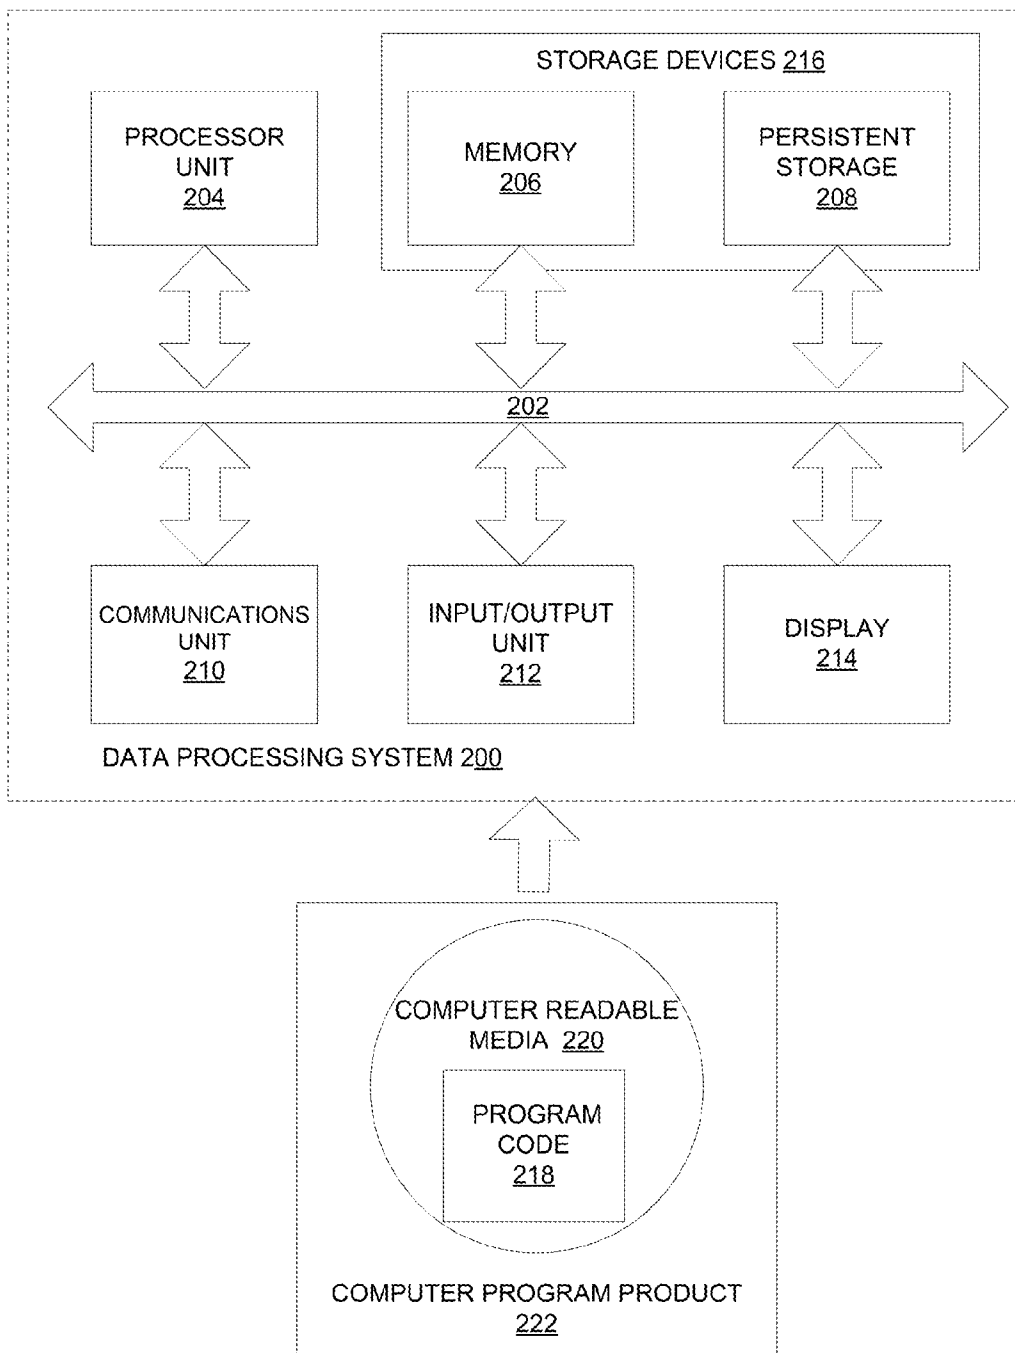 STORAGE DEVICES 216
PROCESSOR
UNIT
204
MEMORY
206
PERSISTENT
STORAGE
208
202
COMMUNICATIONS
UNIT
210
INPUT/OUTPUT
UNIT
212
DISPLAY
214
DATA PROCESSING SYSTEM 200
COMPUTER READABLE
MEDIA 220
PROGRAM
CODE
218
COMPUTER PROGRAM PRODUCT
222